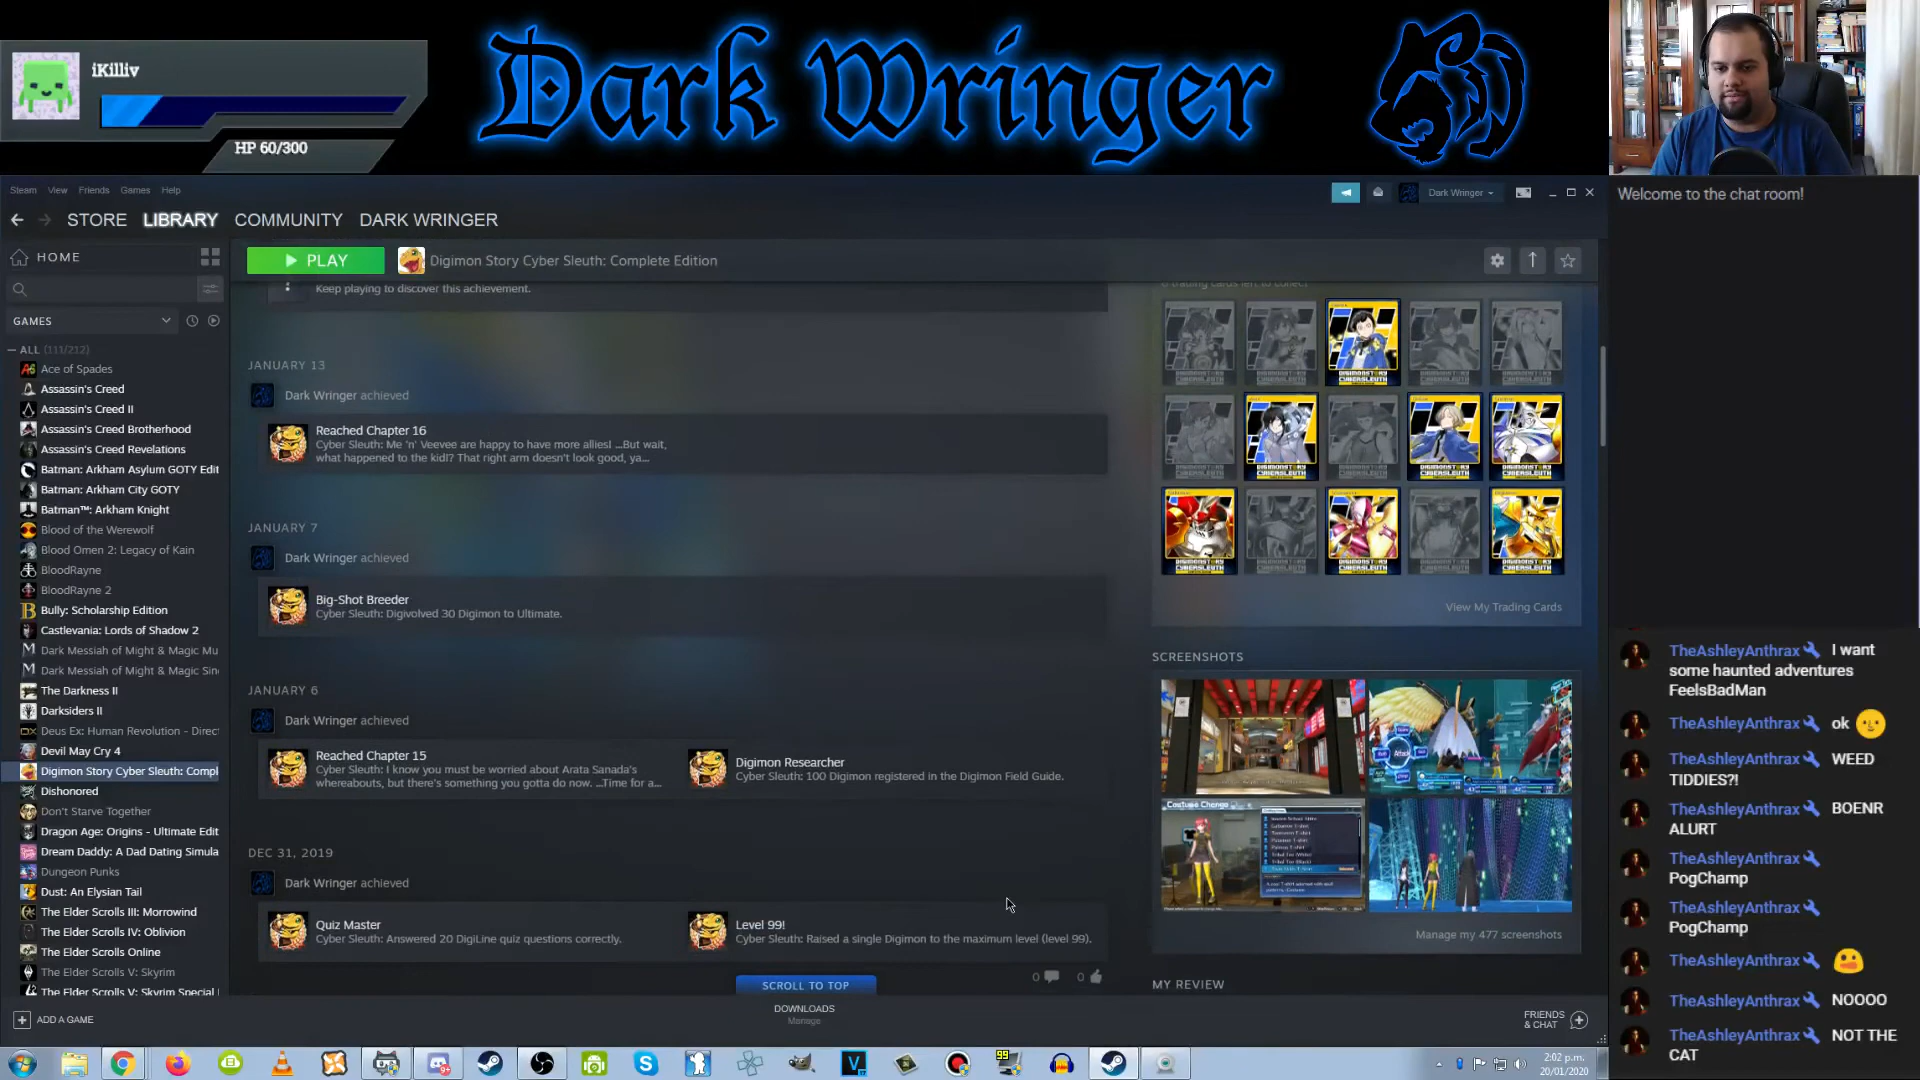 iKilliv
HP 60/300
Dark Wringer
Steam View Friends Games Help
Dark Wringer
STORE LIBRARY COMMUNITY DARK WRINGER
HOME
PLAY
Digimon Story Cyber Sleuth: Complete Edition
GAMES
ALL (111/212)
Ace of Spades
Assassin's Creed
Assassin's Creed II
Assassin's Creed Brotherhood
Assassin's Creed Revelations
Batman: Arkham Asylum GOTY Edit
Batman: Arkham City GOTY
Batman™: Arkham Knight
Blood of the Werewolf
Blood Omen 2: Legacy of Kain
BloodRayne
BloodRayne 2
Bully: Scholarship Edition
Castlevania: Lords of Shadow 2
Dark Messiah of Might & Magic Mu
Dark Messiah of Might & Magic Sin
The Darkness II
Darksiders II
Deus Ex: Human Revolution - Direc
Devil May Cry 4
Digimon Story Cyber Sleuth: Compl
Dishonored
Don't Starve Together
Dragon Age: Origins - Ultimate Edit
Dream Daddy: A Dad Dating Simula
Dungeon Punks
Dust: An Elysian Tail
The Elder Scrolls III: Morrowind
The Elder Scrolls IV: Oblivion
The Elder Scrolls Online
The Elder Scrolls V: Skyrim
The Elder Scrolls V: Skyrim Special
ADD A GAME
Keep playing to discover this achievement.
JANUARY 13
Dark Wringer achieved
Reached Chapter 16
Cyber Sleuth: Me 'n' Veevee are happy to have more allies! ...But wait,
what happened to the kid!? That right arm doesn't look good, ya...
JANUARY 7
Dark Wringer achieved
Big-Shot Breeder
Cyber Sleuth: Digivolved 30 Digimon to Ultimate.
JANUARY 6
Dark Wringer achieved
Reached Chapter 15
Cyber Sleuth: I know you must be worried about Arata Sanada's
whereabouts, but there's something you gotta do now. ...Time for a...
Digimon Researcher
Cyber Sleuth: 100 Digimon registered in the Digimon Field Guide.
DEC 31, 2019
Dark Wringer achieved
Quiz Master
Cyber Sleuth: Answered 20 DigiLine quiz questions correctly.
Level 99!
Cyber Sleuth: Raised a single Digimon to the maximum level (level 99).
0 0
SCROLL TO TOP
DOWNLOADS
Manage
trading cards left to collect
View My Trading Cards
SCREENSHOTS
Costume Change
Manage my 477 screenshots
MY REVIEW
FRIENDS
& CHAT
Welcome to the chat room!
TheAshleyAnthrax I want
some haunted adventures
FeelsBadMan
TheAshleyAnthrax ok
TheAshleyAnthrax WEED
TIDDIES?!
TheAshleyAnthrax BOENR
ALURT
TheAshleyAnthrax
PogChamp
TheAshleyAnthrax
PogChamp
TheAshleyAnthrax
TheAshleyAnthrax NOOOO
TheAshleyAnthrax NOT THE
CAT
99
2:02 p.m.
20/01/2020